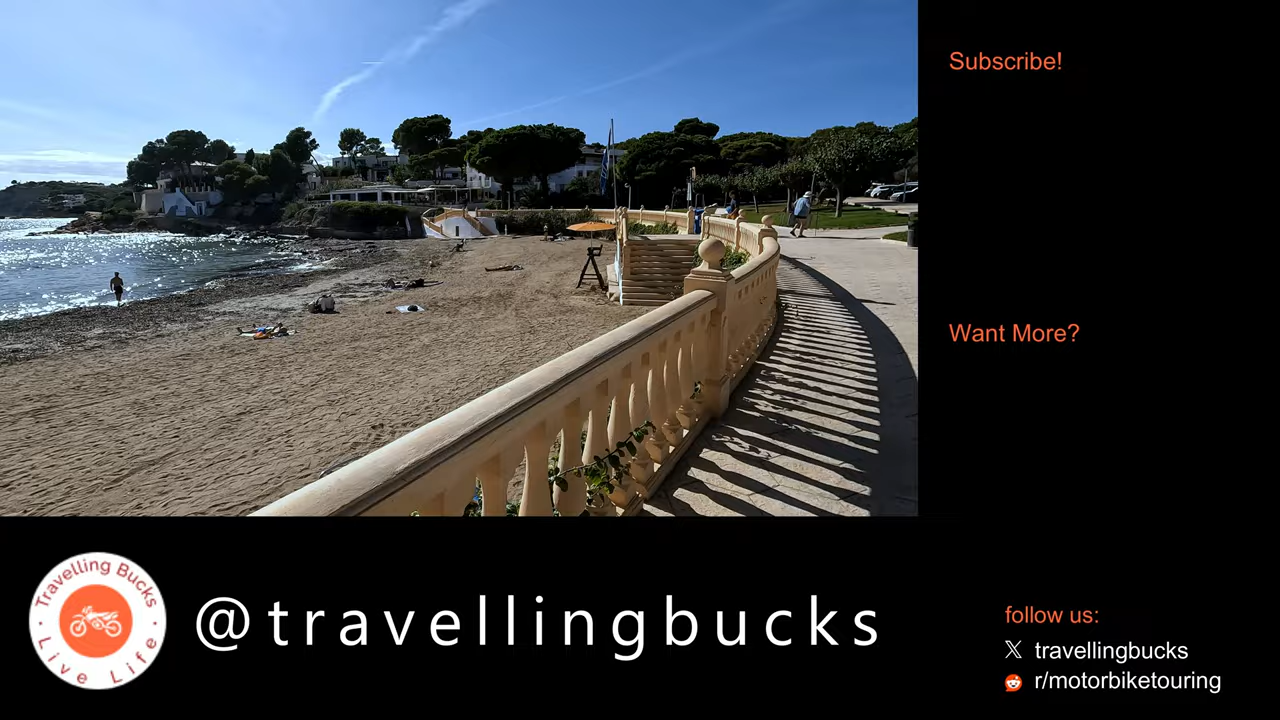 Subscribe!
Want More?
Travelling Bucks
· Live Life ·
@travellingbucks
follow us:
X travellingbucks
r/motorbiketouring